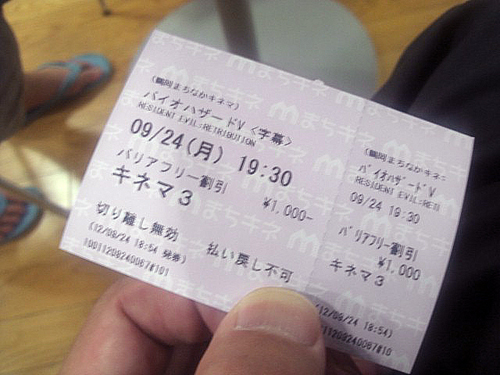 (鶴岡まちなかキネマ)
バイオハザードⅤ <字幕>
RESIDENT EVIL:RETRIBUTION
09/24(月) 19:30
バリアフリー割引 ¥1,000-
キネマ3
切り離し無効 払い戻し不可
(12/09/24 18:54 発券)
(鶴岡まちなかキネ
バイオハザードⅤ
RESIDENT EVIL:RETI
09/24 19:30
バリアフリー割引
¥1,000
キネマ3
(12/09/24 18:54)
まちキネ